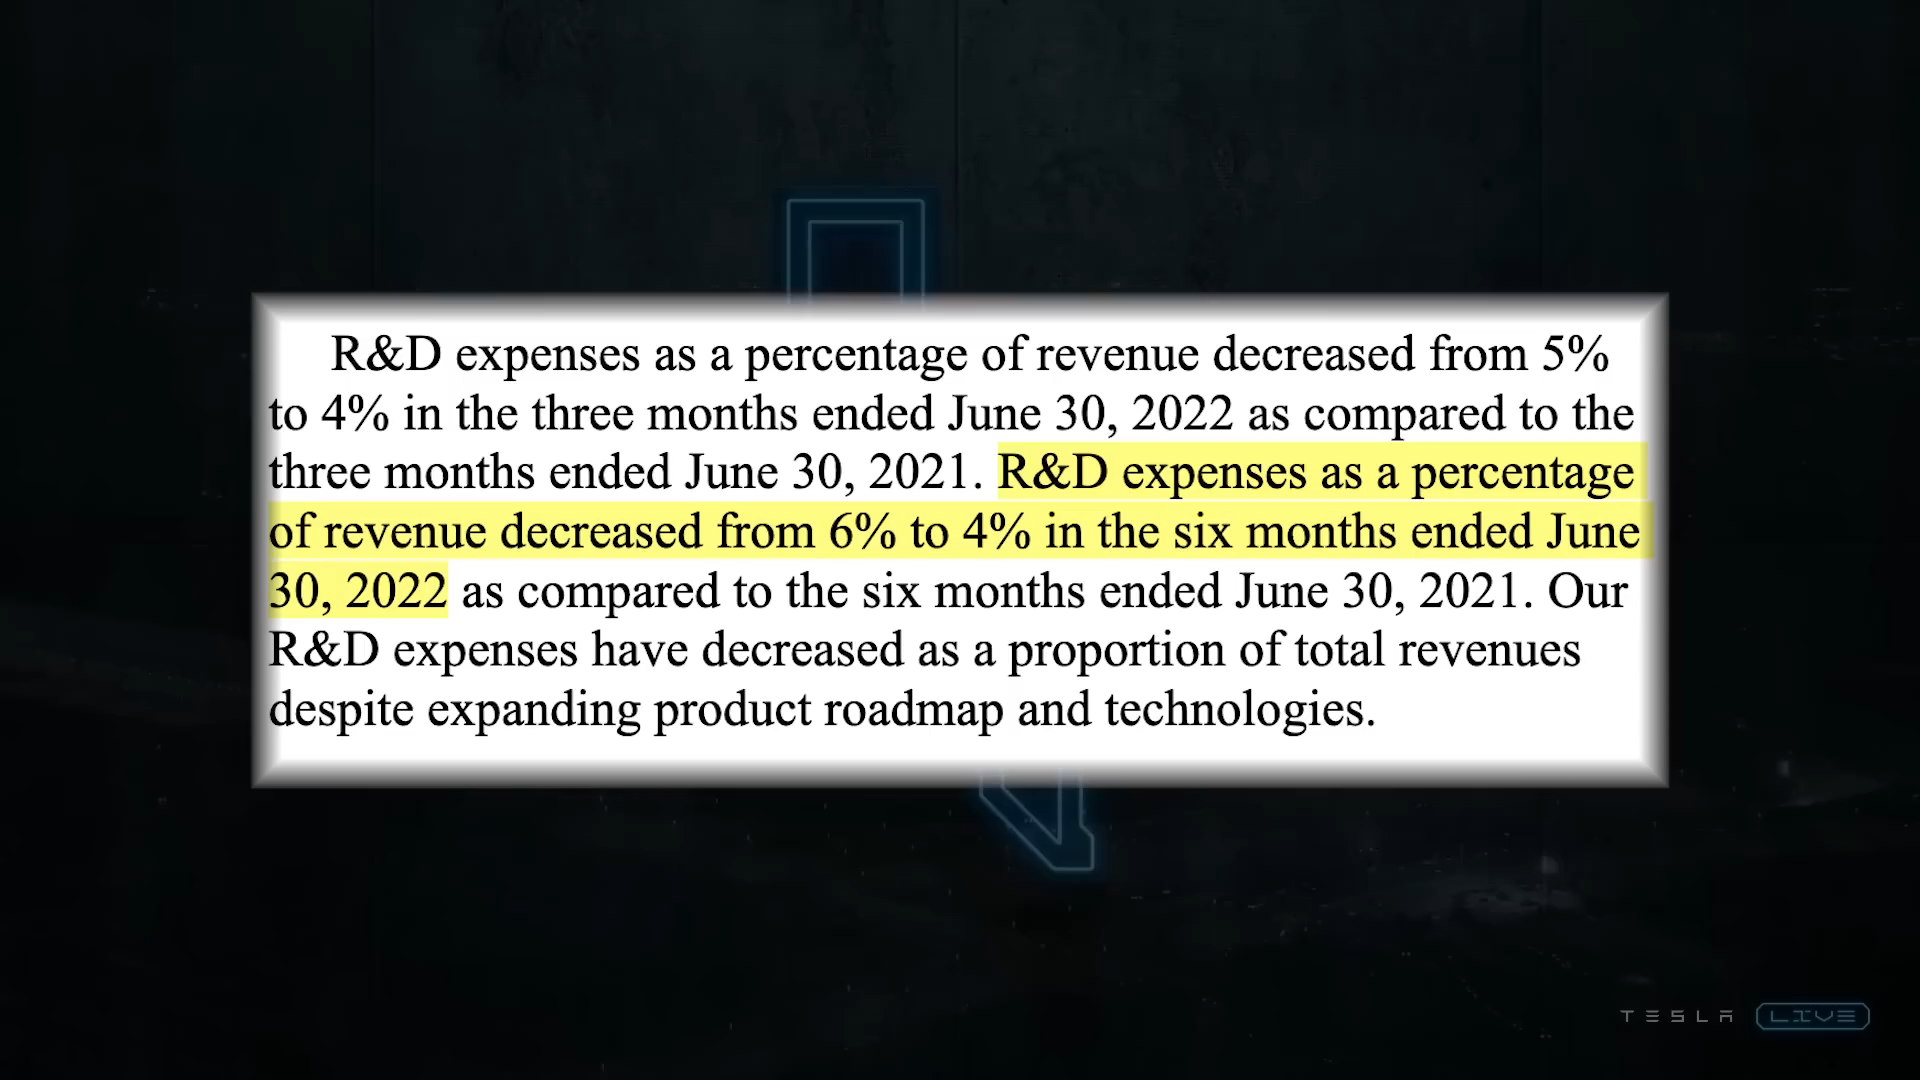 R&D expenses as a percentage of revenue decreased from 5%
to 4% in the three months ended June 30, 2022 as compared to the
three months ended June 30, 2021. R&D expenses as a percentage
of revenue decreased from 6% to 4% in the six months ended June
30, 2022 as compared to the six months ended June 30, 2021. Our
R&D expenses have decreased as a proportion of total revenues
despite expanding product roadmap and technologies.
TESLA LIVE